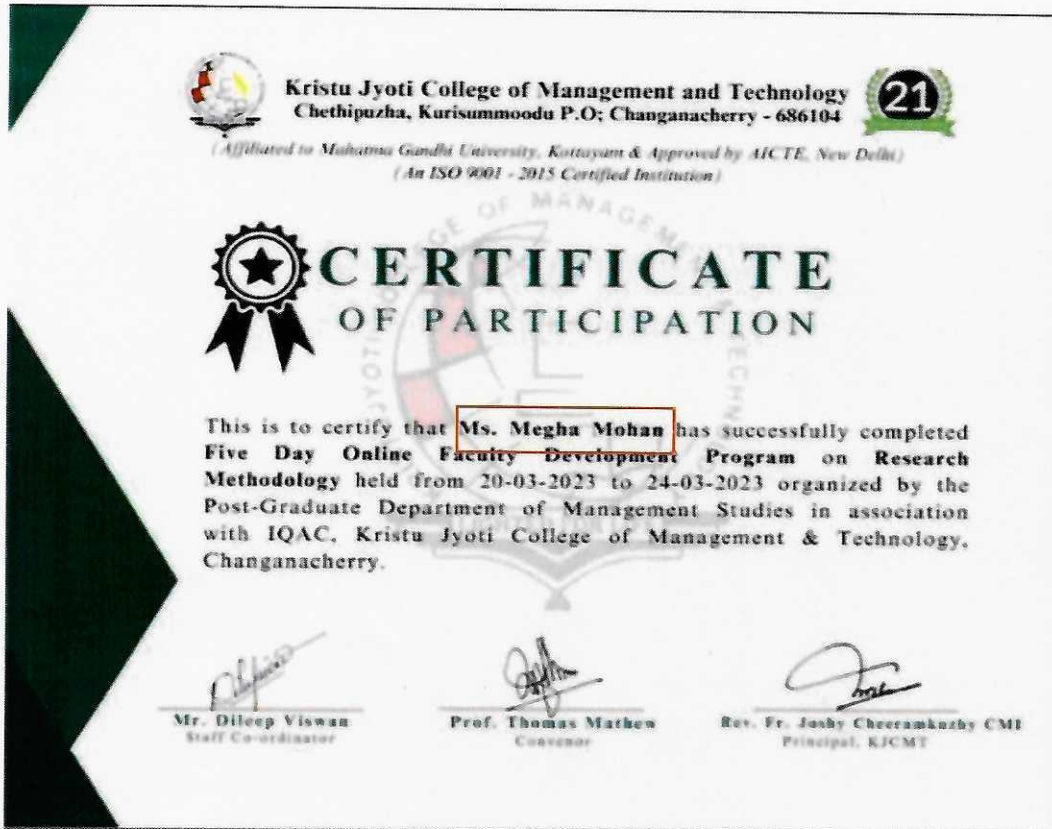 Kristu Jyoti College of Management and Technology
Chethipuzha, Kurisummoodu P.O; Changanacherry - 686104
21
(Affiliated to Mahatma Gandhi University, Kottayam & Approved by AICTE, New Delhi)
(An ISO 9001 - 2015 Certified Institution)
CERTIFICATE
OF PARTICIPATION
This is to certify that Ms. Megha Mohan has successfully completed
Five Day Online Faculty Development Program on Research
Methodology held from 20-03-2023 to 24-03-2023 organized by the
Post-Graduate Department of Management Studies in association
with IQAC, Kristu Jyoti College of Management & Technology,
Changanacherry.
Mr. Dileep Viswan
Staff Co-ordinator
Prof. Thomas Mathew
Convenor
Rev. Fr. Joshy Cheeramkuzhy CMI
Principal, KJCMT